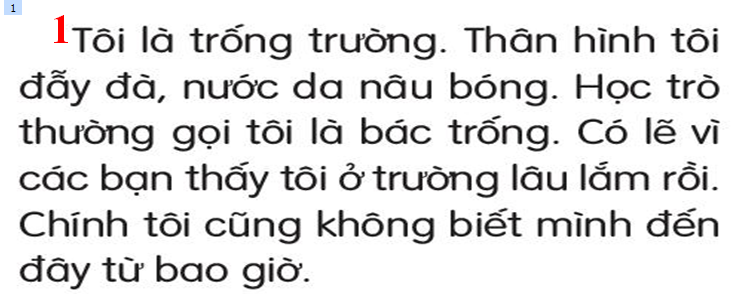 1
1 Tôi là trống trường. Thân hình tôi
đẫy đà, nước da nâu bóng. Học trò
thường gọi tôi là bác trống. Có lẽ vì
các bạn thấy tôi ở trường lâu lắm rồi.
Chính tôi cũng không biết mình đến
đây từ bao giờ.